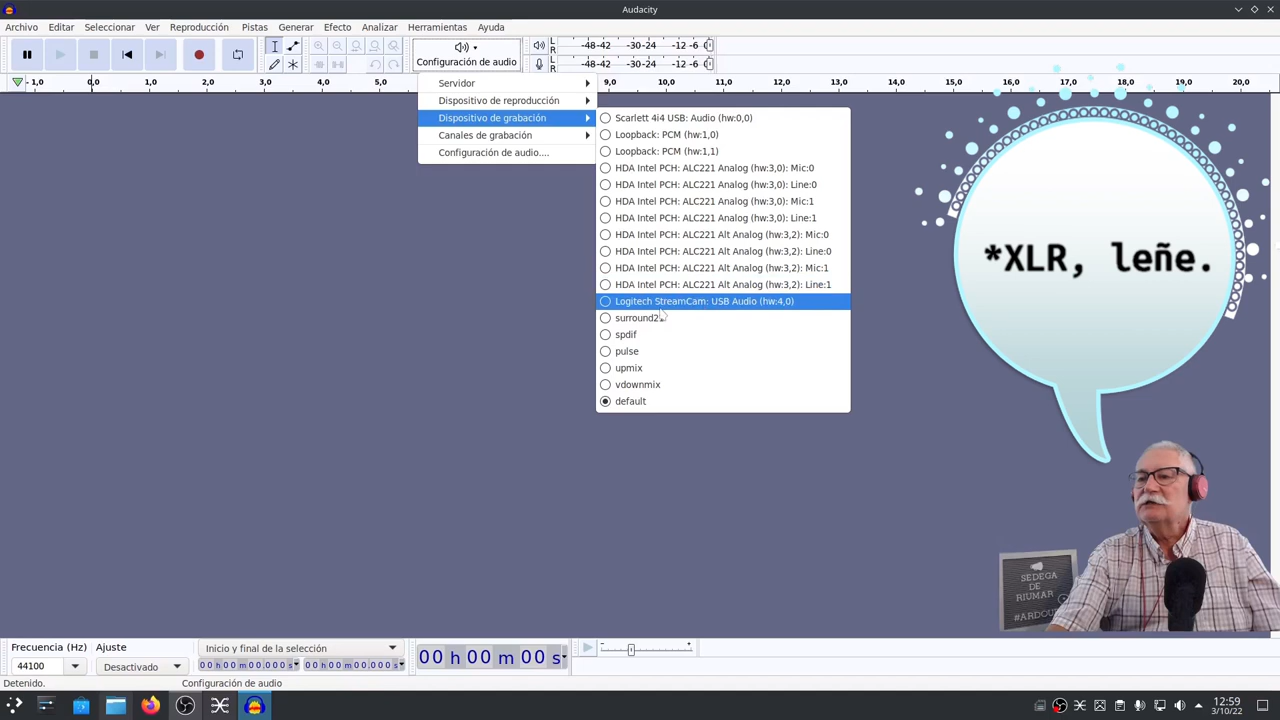 Audacity
Archivo Editar Seleccionar Ver Reproducción Pistas Generar Efecto Analizar Herramientas Ayuda
Configuración de audio
L R -48 -42 -30 -24 -12 -6 0
L R -48 -42 -30 -24 -12 -6 0
-1,0 0,0 1,0 2,0 3,0 4,0 5,0 9,0 10,0 11,0 12,0 13,0 14,0 15,0 16,0 17,0 18,0 19,0 20,0
Servidor
Dispositivo de reproducción
Dispositivo de grabación
Canales de grabación
Configuración de audio....
Scarlett 4i4 USB: Audio (hw:0,0)
Loopback: PCM (hw:1,0)
Loopback: PCM (hw:1,1)
HDA Intel PCH: ALC221 Analog (hw:3,0): Mic:0
HDA Intel PCH: ALC221 Analog (hw:3,0): Line:0
HDA Intel PCH: ALC221 Analog (hw:3,0): Mic:1
HDA Intel PCH: ALC221 Analog (hw:3,0): Line:1
HDA Intel PCH: ALC221 Alt Analog (hw:3,2): Mic:0
HDA Intel PCH: ALC221 Alt Analog (hw:3,2): Line:0
HDA Intel PCH: ALC221 Alt Analog (hw:3,2): Mic:1
HDA Intel PCH: ALC221 Alt Analog (hw:3,2): Line:1
Logitech StreamCam: USB Audio (hw:4,0)
surround2
spdif
pulse
upmix
vdownmix
default
*XLR, leñe.
SEDEGA
DE
RIUMAR
Frecuencia (Hz) Ajuste
Inicio y final de la selección
44100 Desactivado
00 h 00 m 00,000 s 00 h 00 m 00,000 s
00 h 00 m 00 s
Detenido. Configuración de audio
12:59
3/10/22